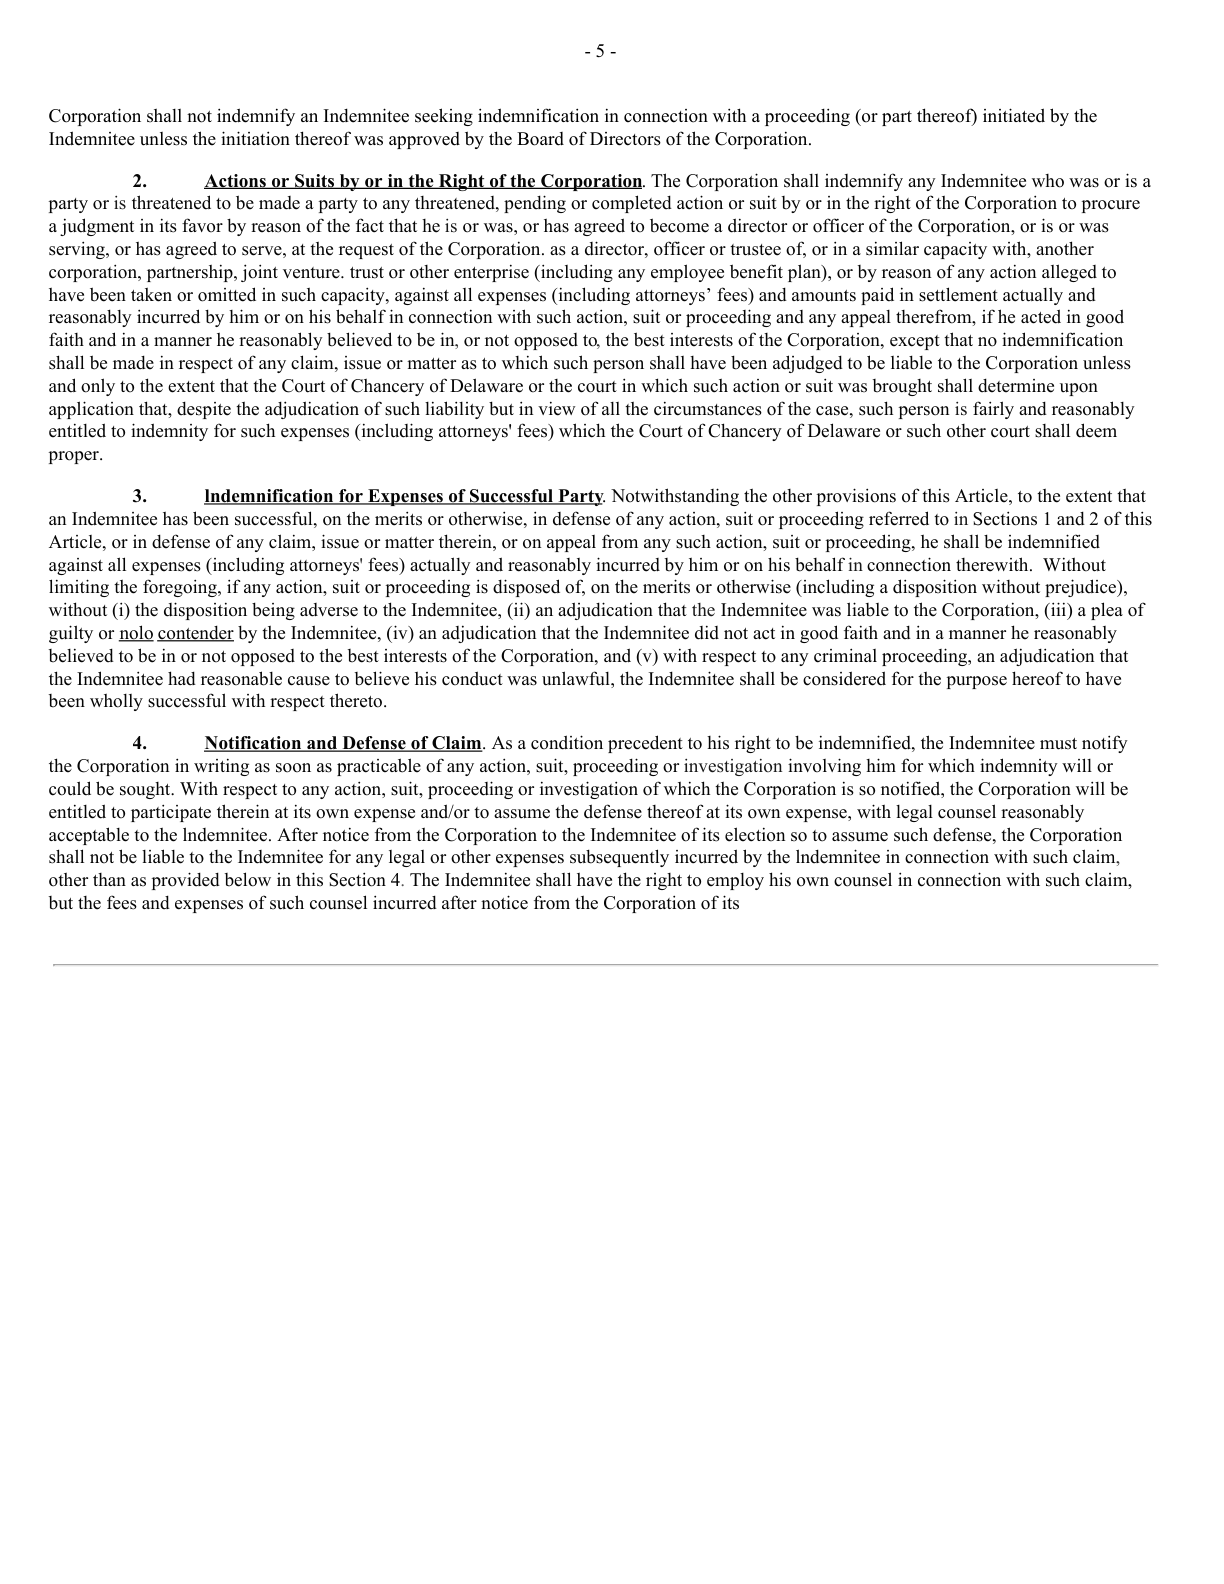 - 5 -
Corporation shall not indemnify an Indemnitee seeking indemnification in connection with a proceeding (or part thereof) initiated by the
Indemnitee unless the initiation thereof was approved by the Board of Directors of the Corporation.
2. Actions or Suits by or in the Right of the Corporation. The Corporation shall indemnify any Indemnitee who was or is a
party or is threatened to be made a party to any threatened, pending or completed action or suit by or in the right of the Corporation to procure
a judgment in its favor by reason of the fact that he is or was, or has agreed to become a director or officer of the Corporation, or is or was
serving, or has agreed to serve, at the request of the Corporation. as a director, officer or trustee of, or in a similar capacity with, another
corporation, partnership, joint venture. trust or other enterprise (including any employee benefit plan), or by reason of any action alleged to
have been taken or omitted in such capacity, against all expenses (including attorneys’ fees) and amounts paid in settlement actually and
reasonably incurred by him or on his behalf in connection with such action, suit or proceeding and any appeal therefrom, if he acted in good
faith and in a manner he reasonably believed to be in, or not opposed to, the best interests of the Corporation, except that no indemnification
shall be made in respect of any claim, issue or matter as to which such person shall have been adjudged to be liable to the Corporation unless
and only to the extent that the Court of Chancery of Delaware or the court in which such action or suit was brought shall determine upon
application that, despite the adjudication of such liability but in view of all the circumstances of the case, such person is fairly and reasonably
entitled to indemnity for such expenses (including attorneys' fees) which the Court of Chancery of Delaware or such other court shall deem
proper.
3. lndemnification for Expenses of Successful Party. Notwithstanding the other provisions of this Article, to the extent that
an Indemnitee has been successful, on the merits or otherwise, in defense of any action, suit or proceeding referred to in Sections 1 and 2 of this
Article, or in defense of any claim, issue or matter therein, or on appeal from any such action, suit or proceeding, he shall be indemnified
against all expenses (including attorneys' fees) actually and reasonably incurred by him or on his behalf in connection therewith.  Without
limiting the foregoing, if any action, suit or proceeding is disposed of, on the merits or otherwise (including a disposition without prejudice),
without (i) the disposition being adverse to the Indemnitee, (ii) an adjudication that the Indemnitee was liable to the Corporation, (iii) a plea of
guilty or nolo contender by the Indemnitee, (iv) an adjudication that the Indemnitee did not act in good faith and in a manner he reasonably
believed to be in or not opposed to the best interests of the Corporation, and (v) with respect to any criminal proceeding, an adjudication that
the Indemnitee had reasonable cause to believe his conduct was unlawful, the Indemnitee shall be considered for the purpose hereof to have
been wholly successful with respect thereto.
4. Notification and Defense of Claim. As a condition precedent to his right to be indemnified, the Indemnitee must notify
the Corporation in writing as soon as practicable of any action, suit, proceeding or investigation involving him for which indemnity will or
could be sought. With respect to any action, suit, proceeding or investigation of which the Corporation is so notified, the Corporation will be
entitled to participate therein at its own expense and/or to assume the defense thereof at its own expense, with legal counsel reasonably
acceptable to the lndemnitee. After notice from the Corporation to the Indemnitee of its election so to assume such defense, the Corporation
shall not be liable to the Indemnitee for any legal or other expenses subsequently incurred by the lndemnitee in connection with such claim,
other than as provided below in this Section 4. The Indemnitee shall have the right to employ his own counsel in connection with such claim,
but the fees and expenses of such counsel incurred after notice from the Corporation of its